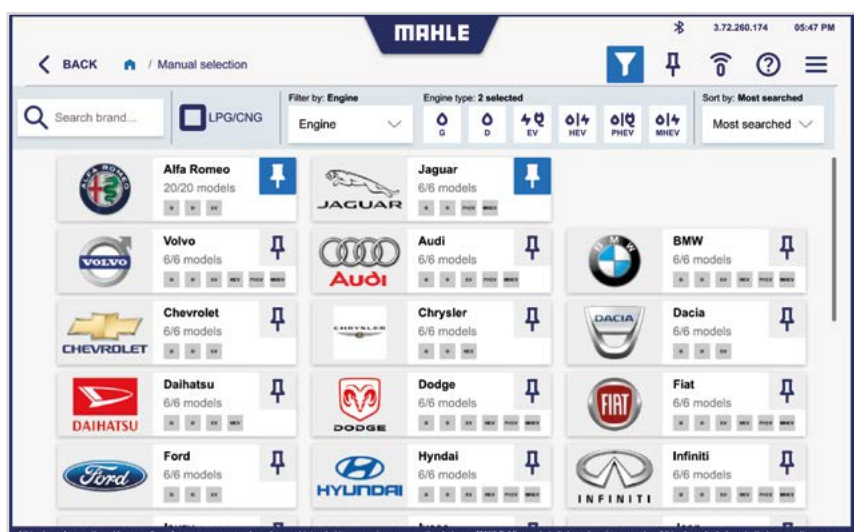 MAHLE
3.72.260.174
05:47 PM
BACK / Manual selection
Search brand...
LPG/CNG
Filter by: Engine
Engine
Engine type: 2 selected
G
D
EV
HEV
PHEV
MHEV
Sort by: Most searched
Most searched
ALFA ROMEO
Alfa Romeo
20/20 models
JAGUAR
Jaguar
6/6 models
VOLVO
Volvo
6/6 models
Audi
Audi
6/6 models
BMW
BMW
6/6 models
CHEVROLET
Chevrolet
6/6 models
CHRYSLER
Chrysler
6/6 models
DACIA
Dacia
6/6 models
DAIHATSU
Daihatsu
6/6 models
DODGE
Dodge
6/6 models
FIAT
Fiat
6/6 models
Ford
Ford
6/6 models
HYUNDAI
Hyndai
6/6 models
INFINITI
Infiniti
6/6 models